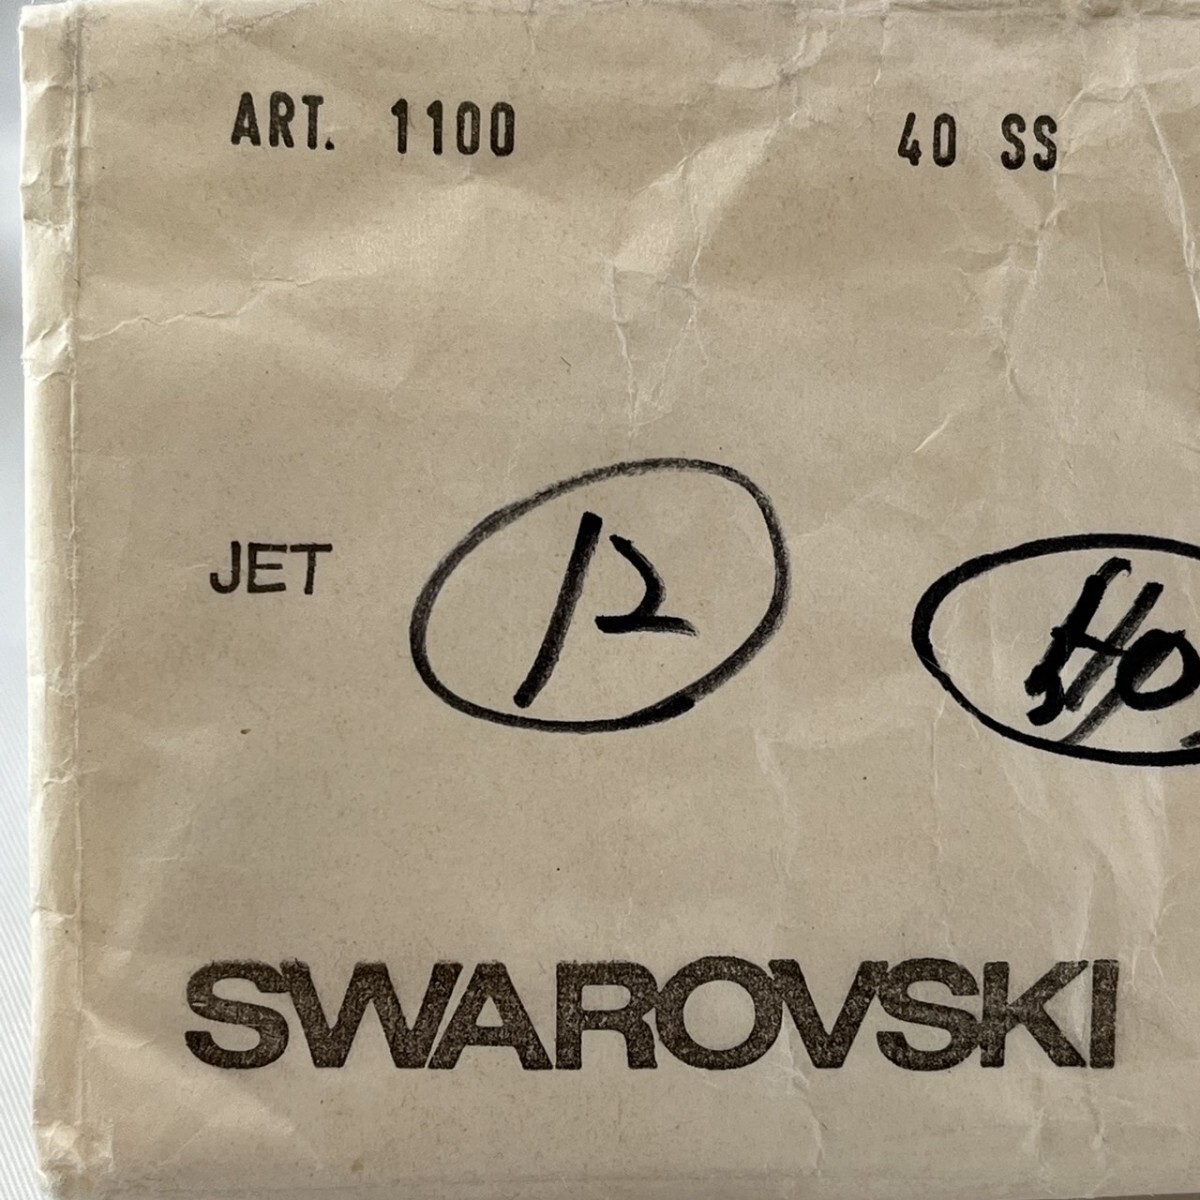 ART. 1100 40 SS
JET 12
SWAROVSKI